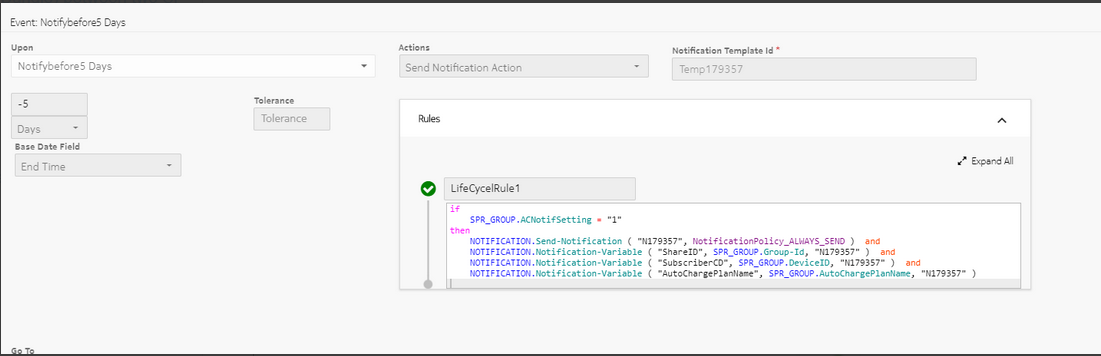 Event: Notifybefore5 Days
Upon
Notifybefore5 Days
Actions
Send Notification Action
Notification Template Id *
Temp179357
-5
Days
Tolerance
Tolerance
Base Date Field
End Time
Rules
Expand All
LifeCycelRule1
if
SPR_GROUP.ACNotifSetting = "1"
then
NOTIFICATION.Send-Notification ( "N179357", NotificationPolicy_ALWAYS_SEND ) and
NOTIFICATION.Notification-Variable ( "ShareID", SPR_GROUP.Group-Id, "N179357" ) and
NOTIFICATION.Notification-Variable ( "SubscriberCD", SPR_GROUP.DeviceID, "N179357" ) and
NOTIFICATION.Notification-Variable ( "AutoChargePlanName", SPR_GROUP.AutoChargePlanName, "N179357" )
Go To